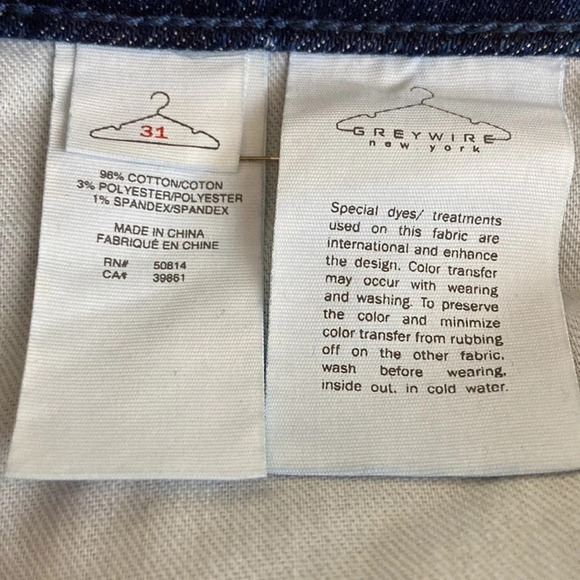 31
96% COTTON/COTON
3% POLYESTER/POLYESTER
1% SPANDEX/SPANDEX
MADE IN CHINA
FABRIQUÉ EN CHINE
RN# 50814
CA# 39861
GREYWIRE
new york
Special dyes/ treatments
used on this fabric are
international and enhance
the design. Color transfer
may occur with wearing
and washing. To preserve
the color and minimize
color transfer from rubbing
off on the other fabric,
wash before wearing,
inside out, in cold water.